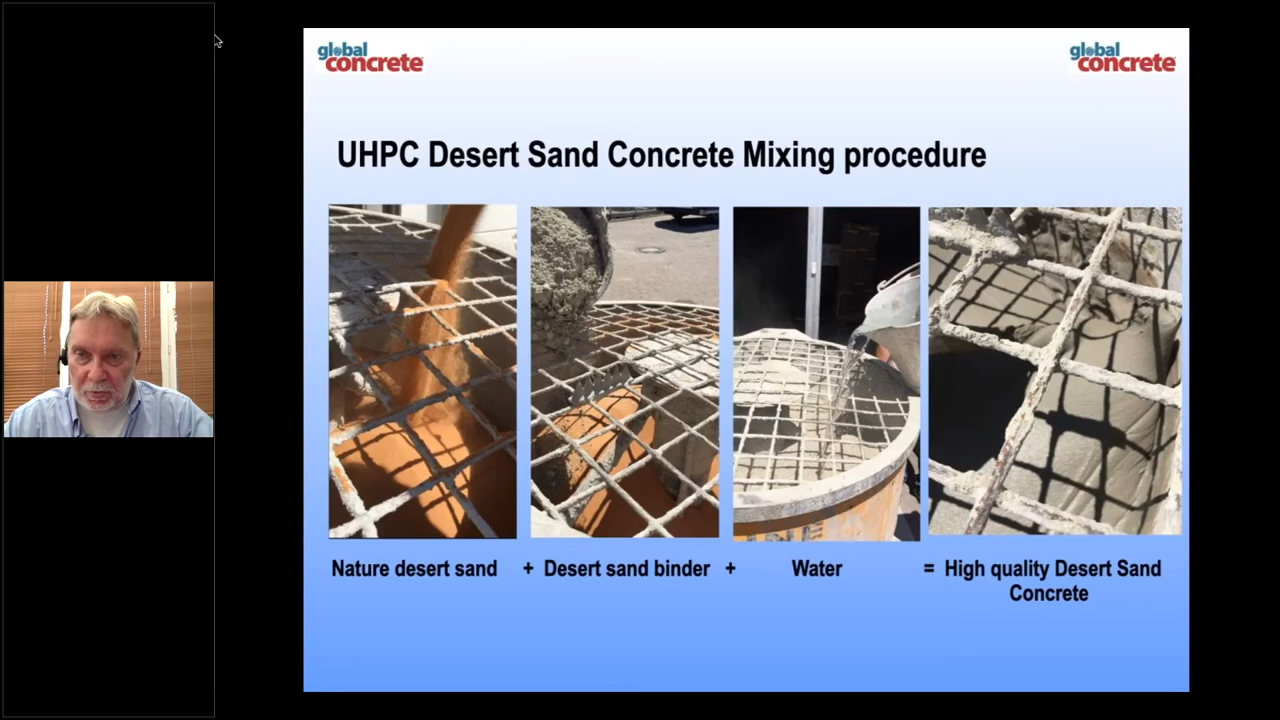 global
concrete
global
concrete
UHPC Desert Sand Concrete Mixing procedure
Nature desert sand + Desert sand binder + Water = High quality Desert Sand
Concrete